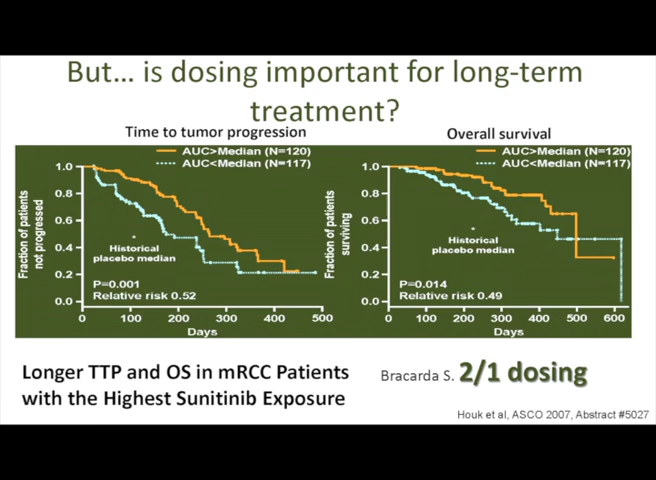 But... is dosing important for long-term
treatment?
Time to tumor progression
AUC>Median (N=120)
AUC<Median (N=117)
Fraction of patients
not progressed
1.0
0.8
0.6
0.4
0.2
0.0
Historical
placebo median
P=0.001
Relative risk 0.52
0 100 200 300 400 500
Days
Overall survival
AUC>Median (N=120)
AUC<Median (N=117)
Fraction of patients
surviving
1.0
0.8
0.6
0.4
0.2
0.0
Historical
placebo median
P=0.014
Relative risk 0.49
0 100 200 300 400 500 600
Days
Longer TTP and OS in mRCC Patients
with the Highest Sunitinib Exposure
Bracarda S. 2/1 dosing
Houk et al, ASCO 2007, Abstract #5027